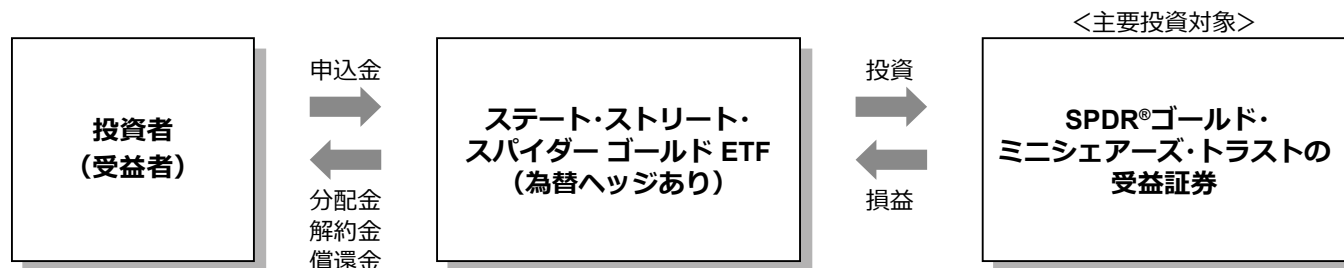 ＜主要投資対象＞
投資者
（受益者）
申込金
分配金
解約金
償還金
ステート･ストリート･
スパイダー ゴールド ETF
（為替ヘッジあり）
投資
損益
SPDR®ゴールド･
ミニシェアーズ･トラストの
受益証券